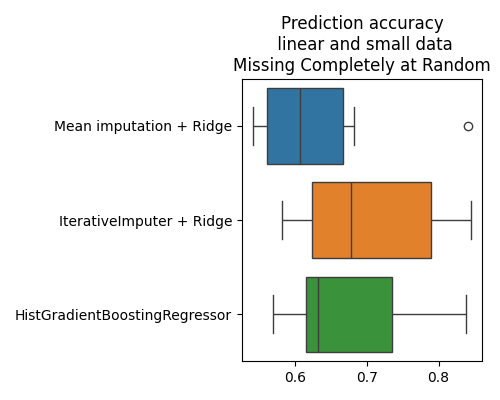 Prediction accuracy
linear and small data
Missing Completely at Random
Mean imputation + Ridge
IterativeImputer + Ridge
HistGradientBoostingRegressor
0.6 0.7 0.8